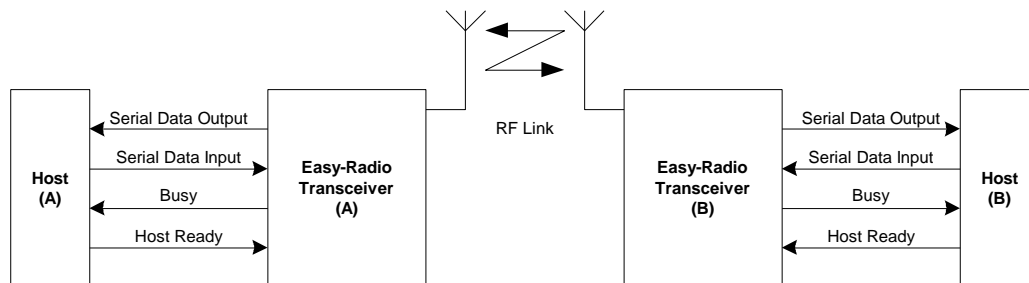 RF Link
Serial Data Output
Serial Data Input
Busy
Host Ready
Host
(A)
Easy-Radio
Transceiver
(A)
Easy-Radio
Transceiver
(B)
Serial Data Output
Serial Data Input
Busy
Host Ready
Host
(B)